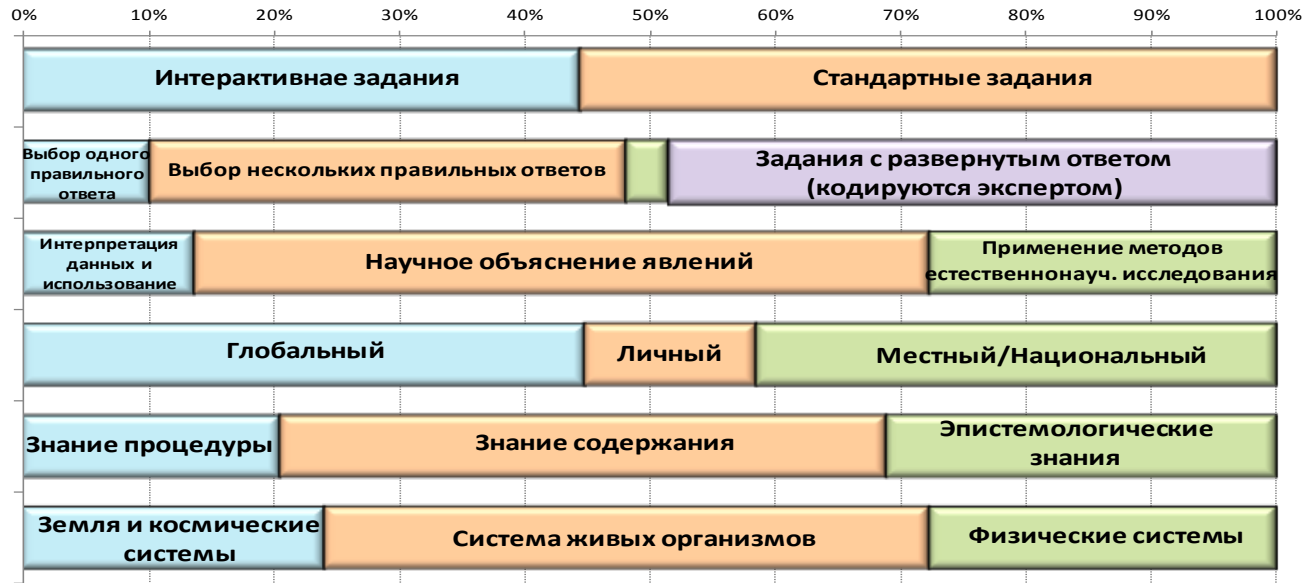 0% 10% 20% 30% 40% 50% 60% 70% 80% 90% 100%
Интерактивнае задания
Стандартные задания
Выбор одного
правильного
ответа
Выбор нескольких правильных ответов
Задания с развернутым ответом
(кодируются экспертом)
Интерпретация
данных и
использование
Научное объяснение явлений
Применение методов
естественнонауч. исследования
Глобальный
Личный
Местный/Национальный
Знание процедуры
Знание содержания
Эпистемологические
знания
Земля и космические
системы
Система живых организмов
Физические системы